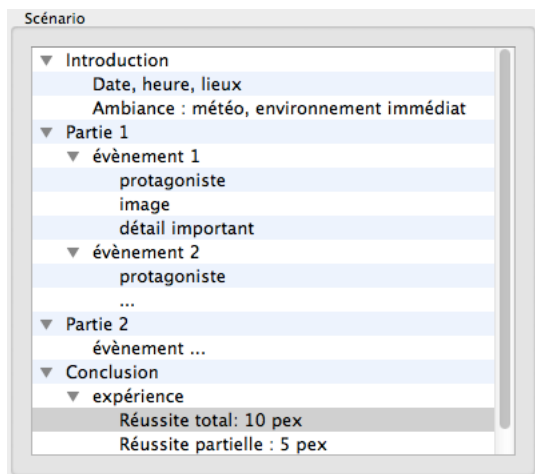 Scénario
Introduction
Date, heure, lieux
Ambiance : météo, environnement immédiat
Partie 1
évènement 1
protagoniste
image
détail important
évènement 2
protagoniste
...
Partie 2
évènement ...
Conclusion
expérience
Réussite total: 10 pex
Réussite partielle : 5 pex